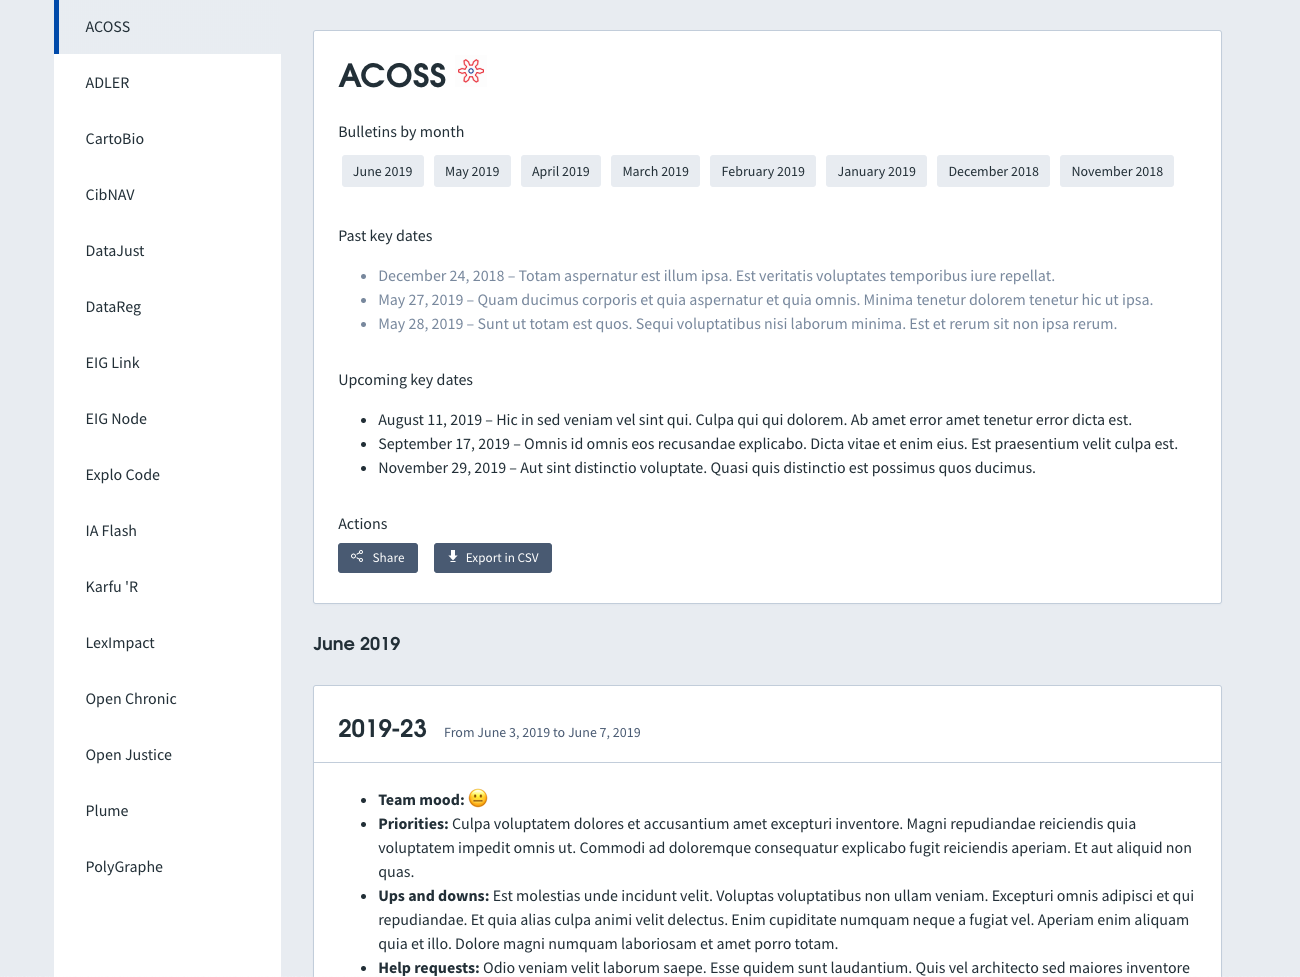 ACOSS
ADLER
CartoBio
CibNAV
DataJust
DataReg
EIG Link
EIG Node
Explo Code
IA Flash
Karfu 'R
LexImpact
Open Chronic
Open Justice
Plume
PolyGraphe
ACOSS
Bulletins by month
June 2019 May 2019 April 2019 March 2019 February 2019 January 2019 December 2018 November 2018
Past key dates
• December 24, 2018 – Totam aspernatur est illum ipsa. Est veritatis voluptates temporibus iure repellat.
• May 27, 2019 – Quam ducimus corporis et quia aspernatur et quia omnis. Minima tenetur dolorem tenetur hic ut ipsa.
• May 28, 2019 – Sunt ut totam est quos. Sequi voluptatibus nisi laborum minima. Est et rerum sit non ipsa rerum.
Upcoming key dates
• August 11, 2019 – Hic in sed veniam vel sint qui. Culpa qui qui dolorem. Ab amet error amet tenetur error dicta est.
• September 17, 2019 – Omnis id omnis eos recusandae explicabo. Dicta vitae et enim eius. Est praesentium velit culpa est.
• November 29, 2019 – Aut sint distinctio voluptate. Quasi quis distinctio est possimus quos ducimus.
Actions
Share Export in CSV
June 2019
2019-23 From June 3, 2019 to June 7, 2019
• Team mood: 😐
• Priorities: Culpa voluptatem dolores et accusantium amet excepturi inventore. Magni repudiandae reiciendis quia
voluptatem impedit omnis ut. Commodi ad doloremque consequatur explicabo fugit reiciendis aperiam. Et aut aliquid non
quas.
• Ups and downs: Est molestias unde incidunt velit. Voluptas voluptatibus non ullam veniam. Excepturi omnis adipisci et qui
repudiandae. Et quia alias culpa animi velit delectus. Enim cupiditate numquam neque a fugiat vel. Aperiam enim aliquam
quia et illo. Dolore magni numquam laboriosam et amet porro totam.
• Help requests: Odio veniam velit laborum saepe. Esse quidem sunt laudantium. Quis vel architecto sed maiores inventore